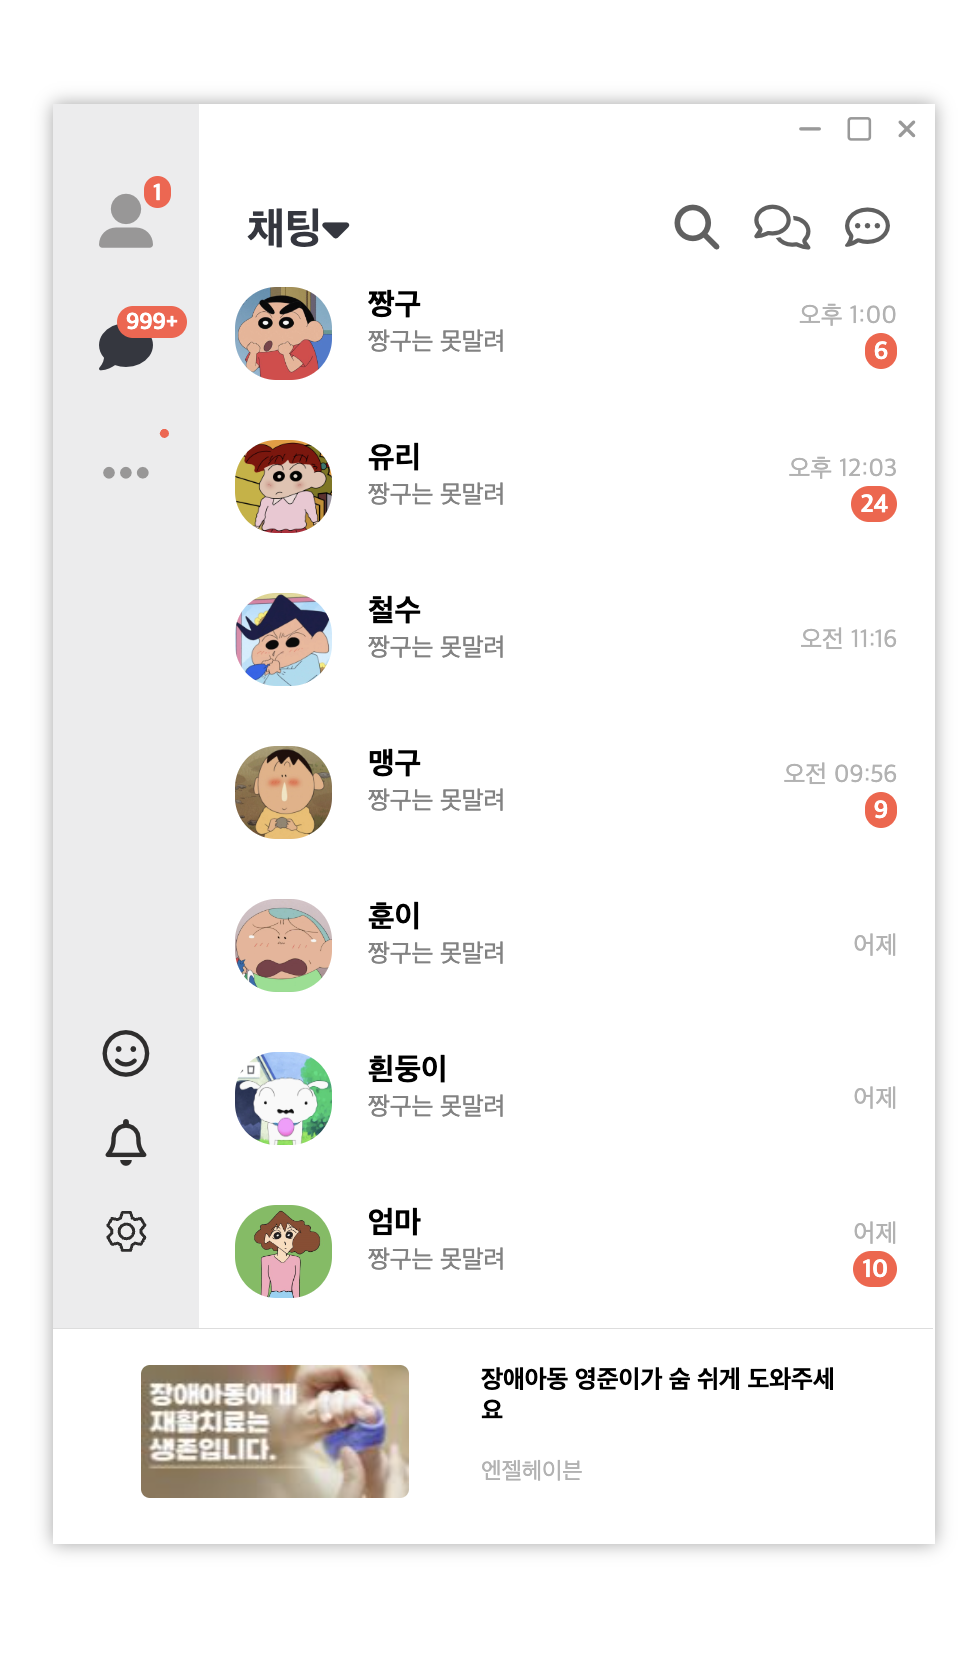 1
999+
채팅
짱구
짱구는 못말려
오후 1:00
6
유리
짱구는 못말려
오후 12:03
24
철수
짱구는 못말려
오전 11:16
맹구
짱구는 못말려
오전 09:56
9
훈이
짱구는 못말려
어제
흰둥이
짱구는 못말려
어제
엄마
짱구는 못말려
어제
10
장애아동에게
재활치료는
생존입니다.
장애아동 영준이가 숨 쉬게 도와주세
요
엔젤헤이븐